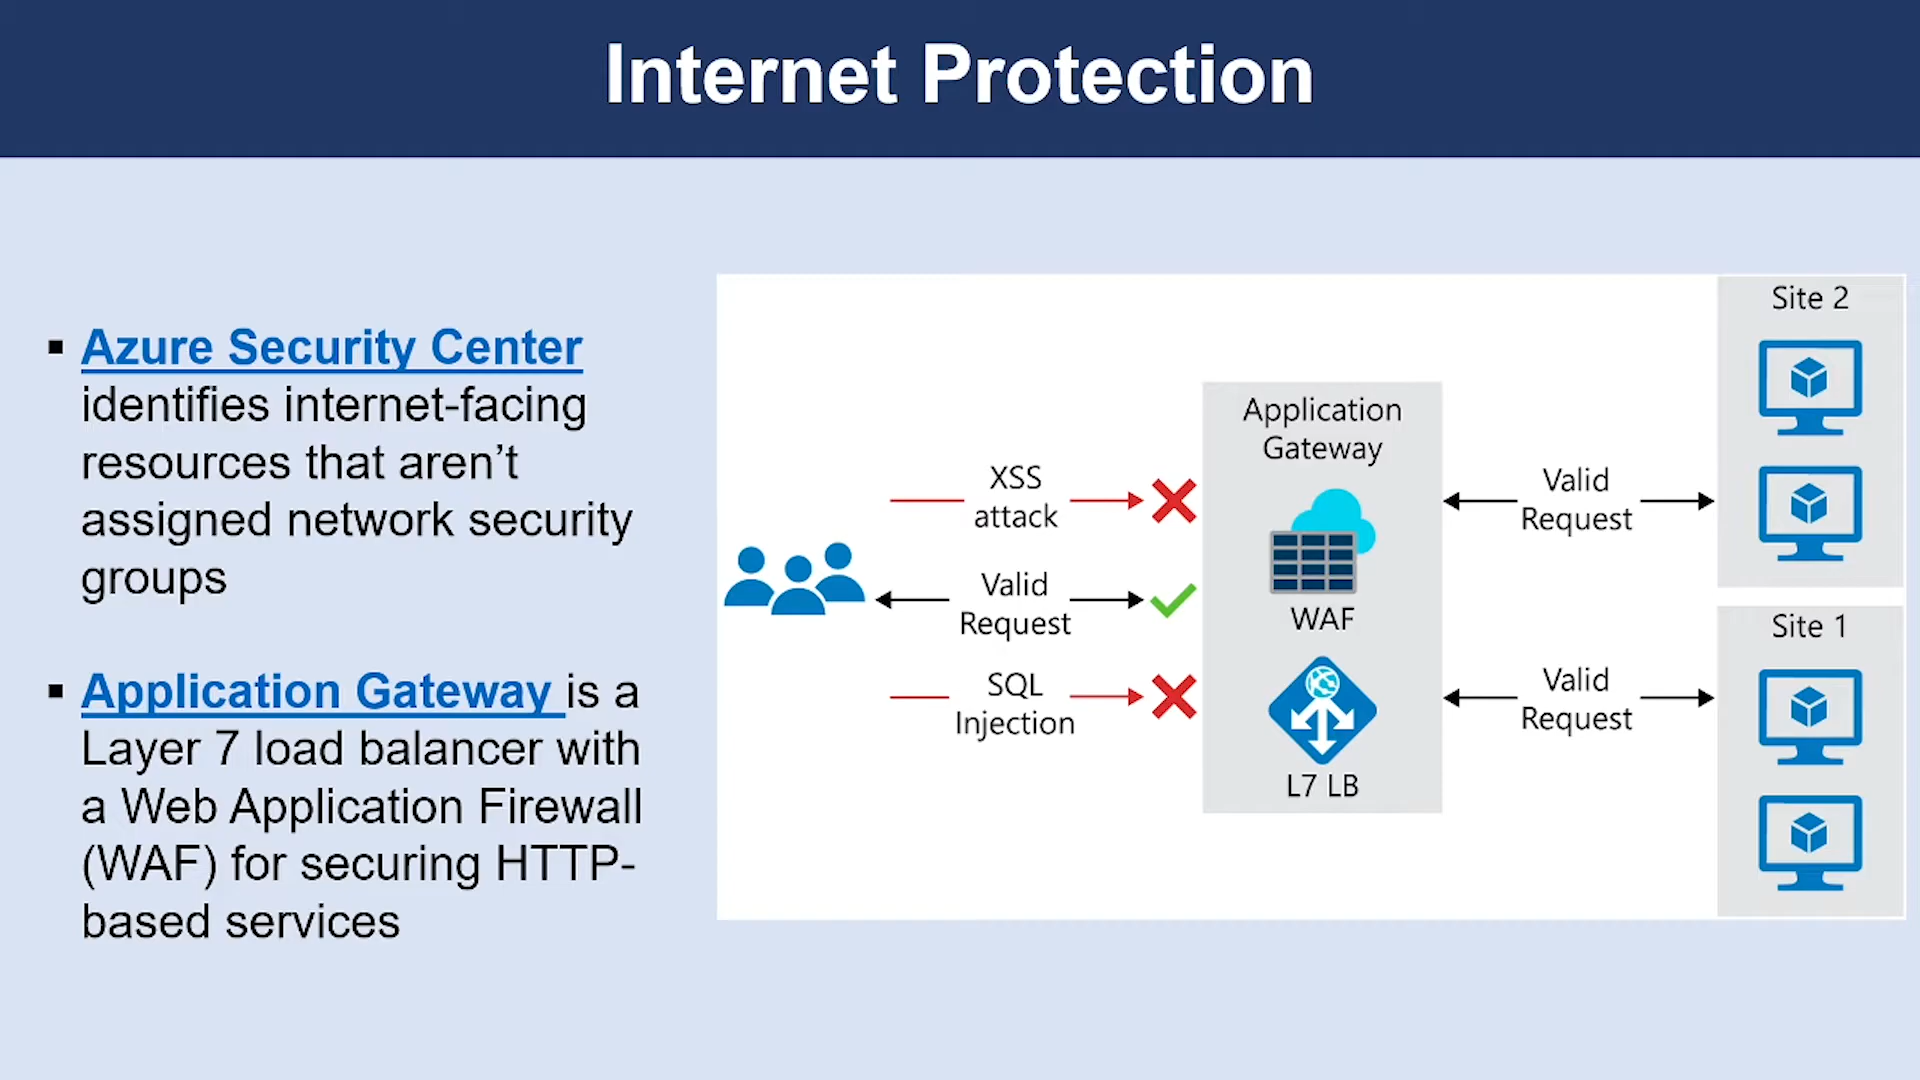 Internet Protection
▪ Azure Security Center
identifies internet-facing
resources that aren’t
assigned network security
groups
▪ Application Gateway is a
Layer 7 load balancer with
a Web Application Firewall
(WAF) for securing HTTP-
based services
XSS
attack
Valid
Request
SQL
Injection
Application
Gateway
WAF
L7 LB
Valid
Request
Valid
Request
Site 2
Site 1